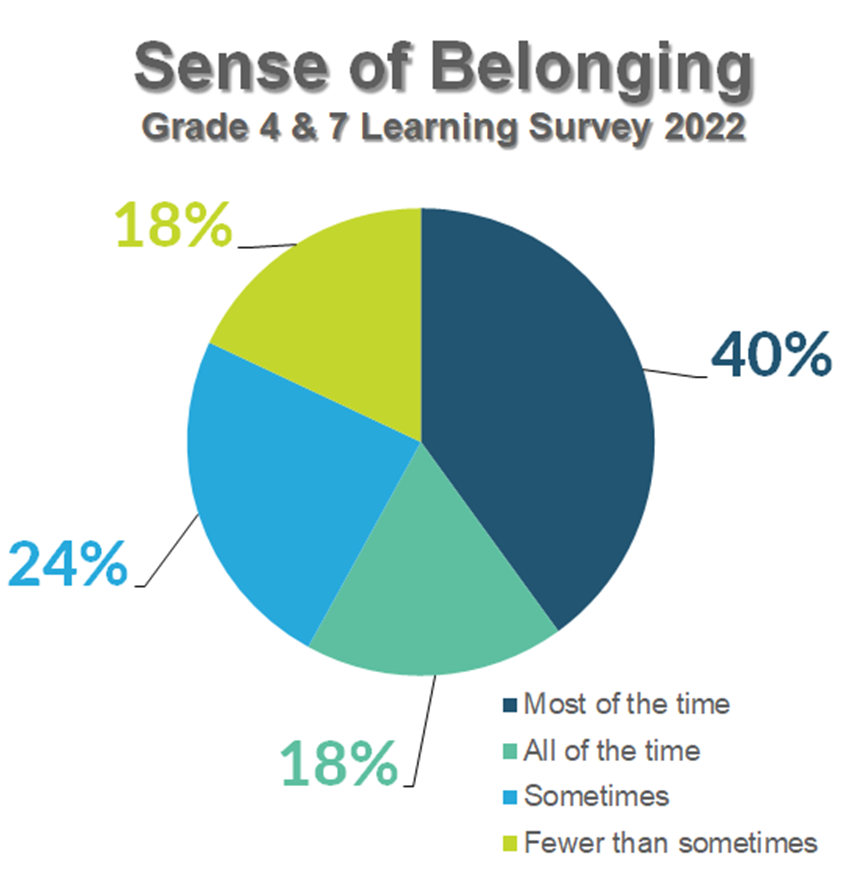 Sense of Belonging
Grade 4 & 7 Learning Survey 2022
18%
40%
24%
18%
Most of the time
All of the time
Sometimes
Fewer than sometimes